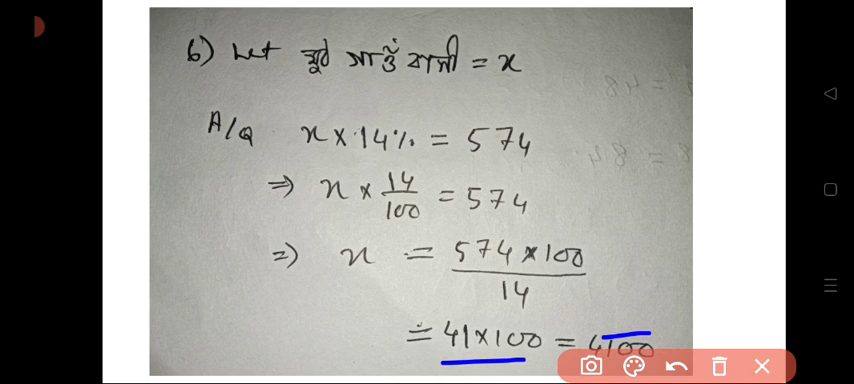 6) Let মুঠ গাওঁ বাসী = x
A/Q x × 14% = 574
⇒ x × 14/100 = 574
⇒ x = 574 × 100 / 14
= 41 × 100 = 4100